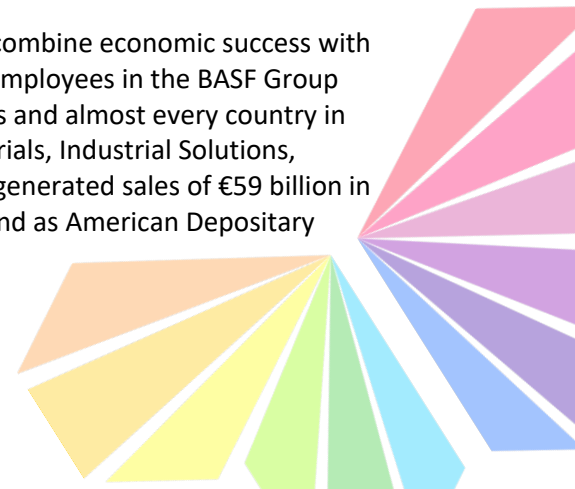 combine economic success with
employees in the BASF Group
s and almost every country in
rials, Industrial Solutions,
generated sales of €59 billion in
nd as American Depositary